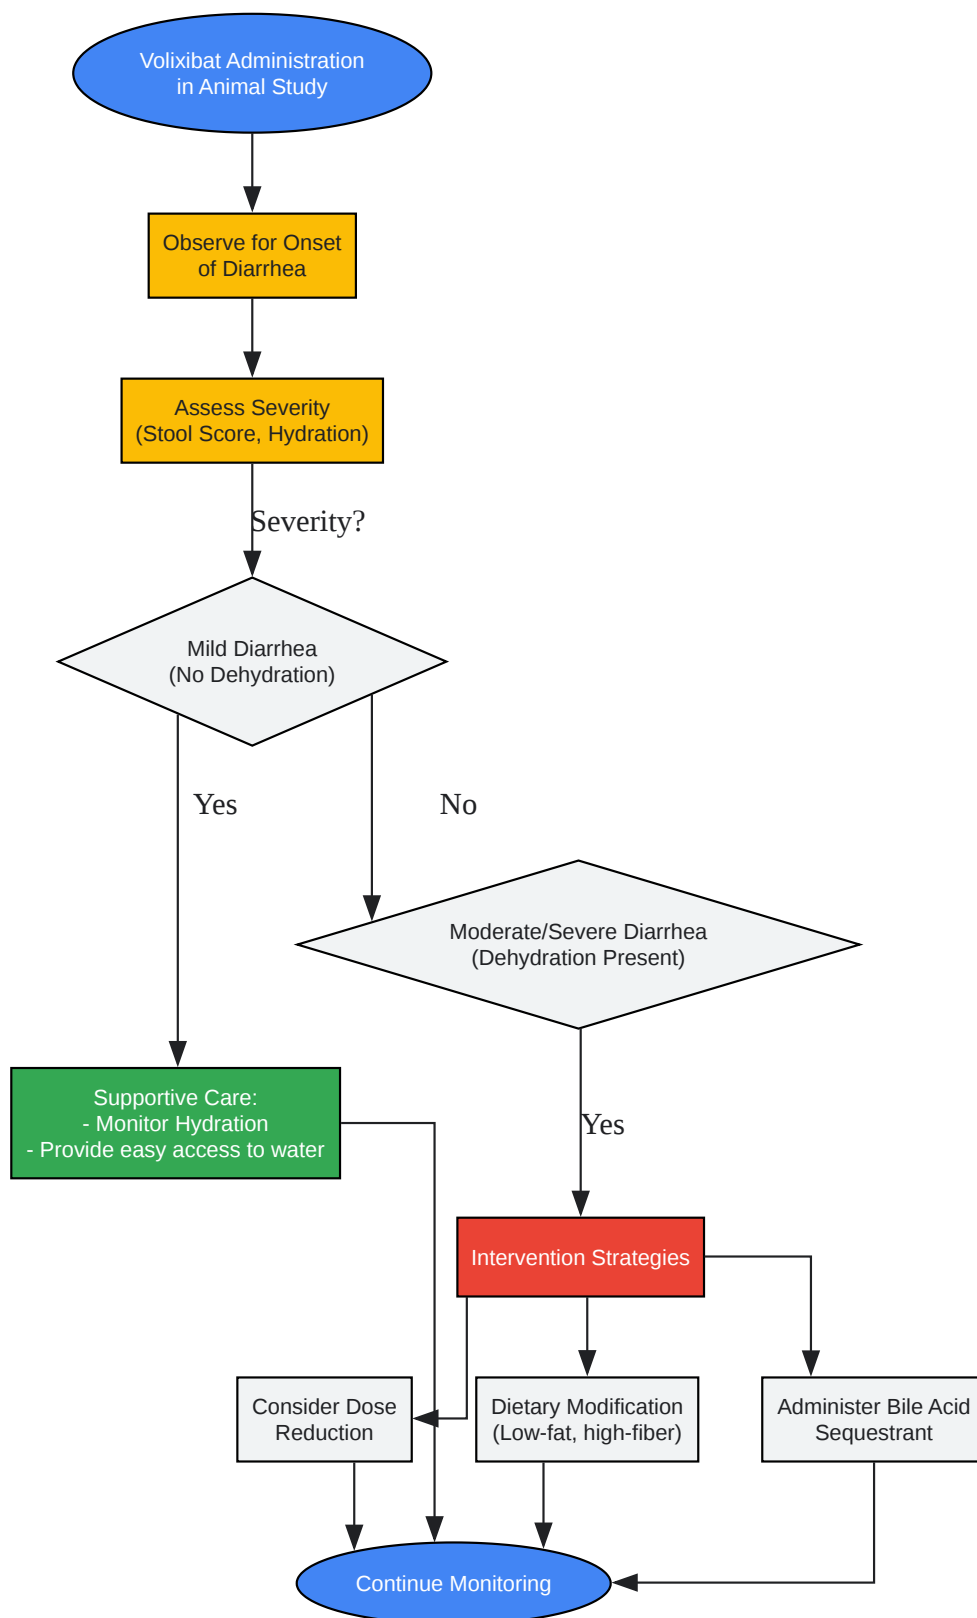 Volixibat Administration
in Animal Study
Observe for Onset
of Diarrhea
Assess Severity
(Stool Score, Hydration)
Severity?
Mild Diarrhea
(No Dehydration)
Yes
No
Moderate/Severe Diarrhea
(Dehydration Present)
Supportive Care:
- Monitor Hydration
- Provide easy access to water
Yes
Intervention Strategies
Consider Dose
Reduction
Dietary Modification
(Low-fat, high-fiber)
Administer Bile Acid
Sequestrant
Continue Monitoring